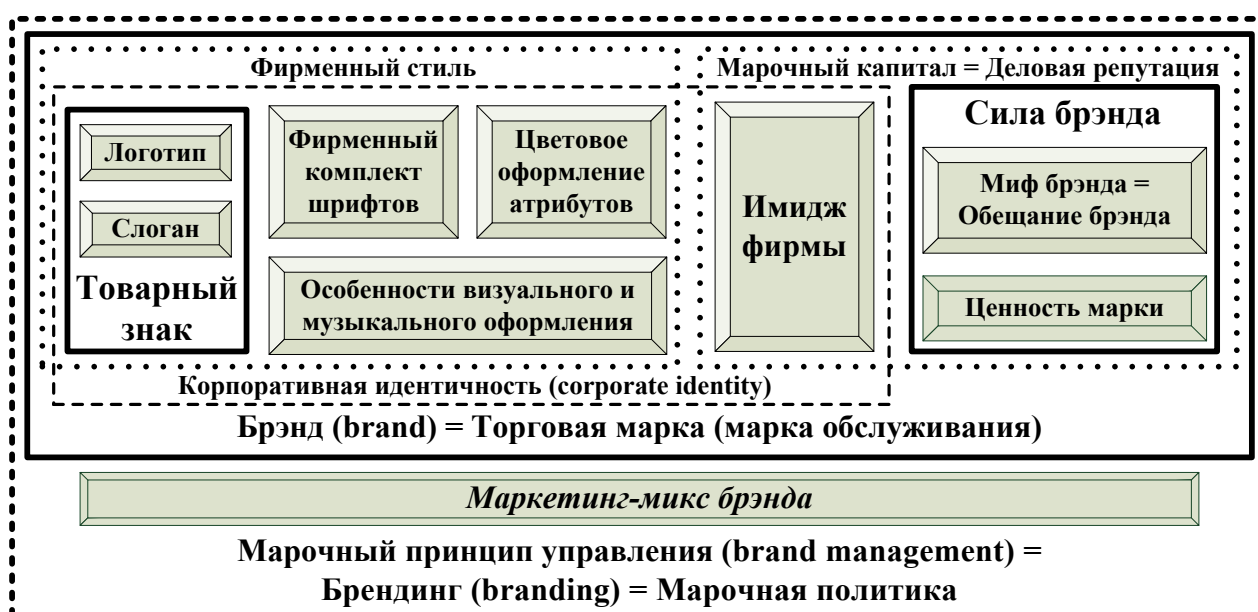 Фирменный стиль
Марочный капитал = Деловая репутация
Логотип
Слоган
Товарный
знак
Фирменный
комплект
шрифтов
Цветовое
оформление
атрибутов
Особенности визуального и
музыкального оформления
Имидж
фирмы
Сила брэнда
Миф брэнда =
Обещание брэнда
Ценность марки
Корпоративная идентичность (corporate identity)
Брэнд (brand) = Торговая марка (марка обслуживания)
Маркетинг-микс брэнда
Марочный принцип управления (brand management) =
Брендинг (branding) = Марочная политика